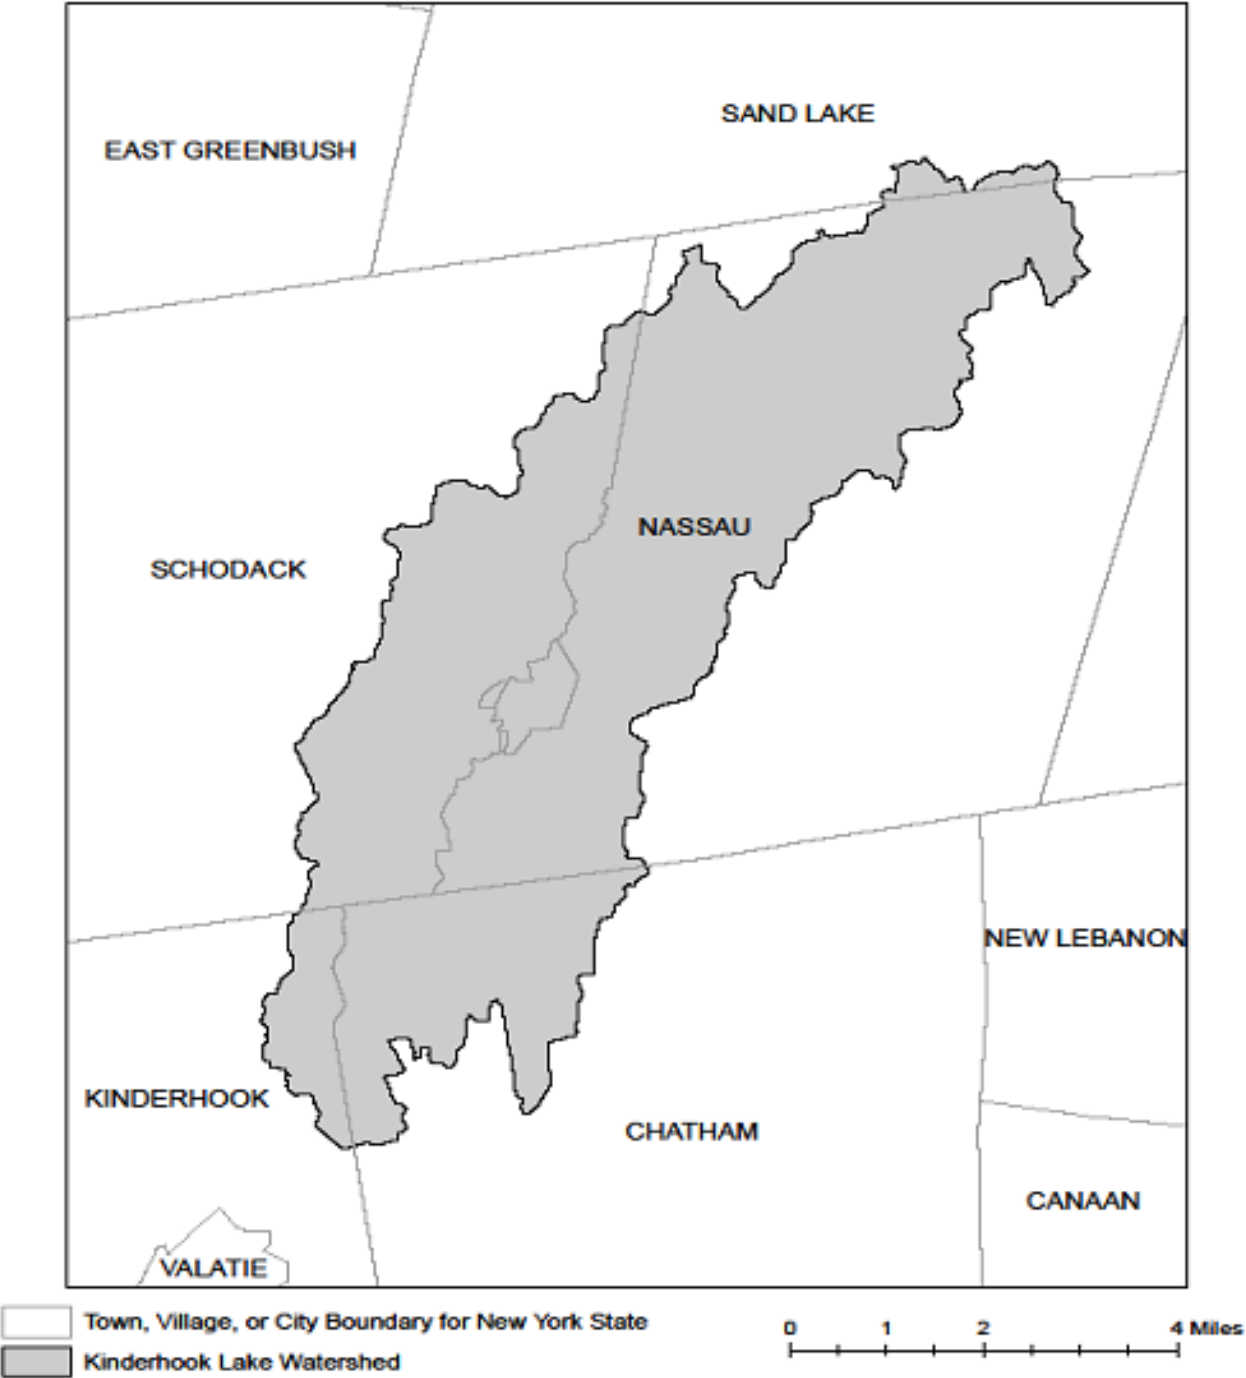 SAND LAKE
EAST GREENBUSH
NASSAU
SCHODACK
NEW LEBANON
KINDERHOOK
CHATHAM
CANAAN
VALATIE
Town, Village, or City Boundary for New York State
Kinderhook Lake Watershed
0 1 2 4 Miles